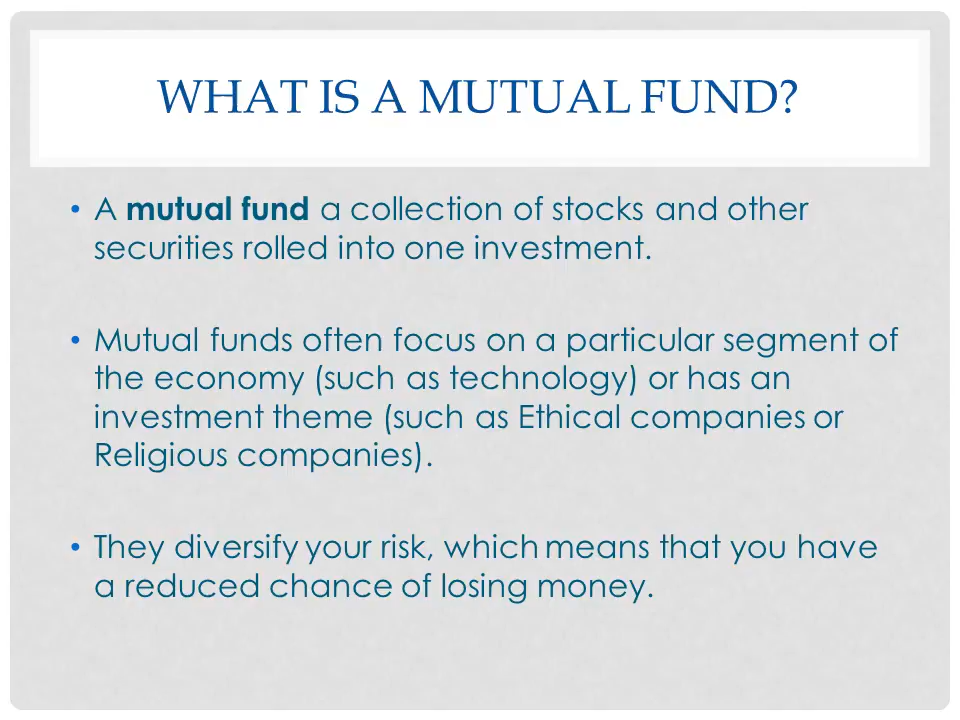 WHAT IS A MUTUAL FUND?
• A mutual fund a collection of stocks and other
securities rolled into one investment.
• Mutual funds often focus on a particular segment of
the economy (such as technology) or has an
investment theme (such as Ethical companies or
Religious companies).
• They diversify your risk, which means that you have
a reduced chance of losing money.